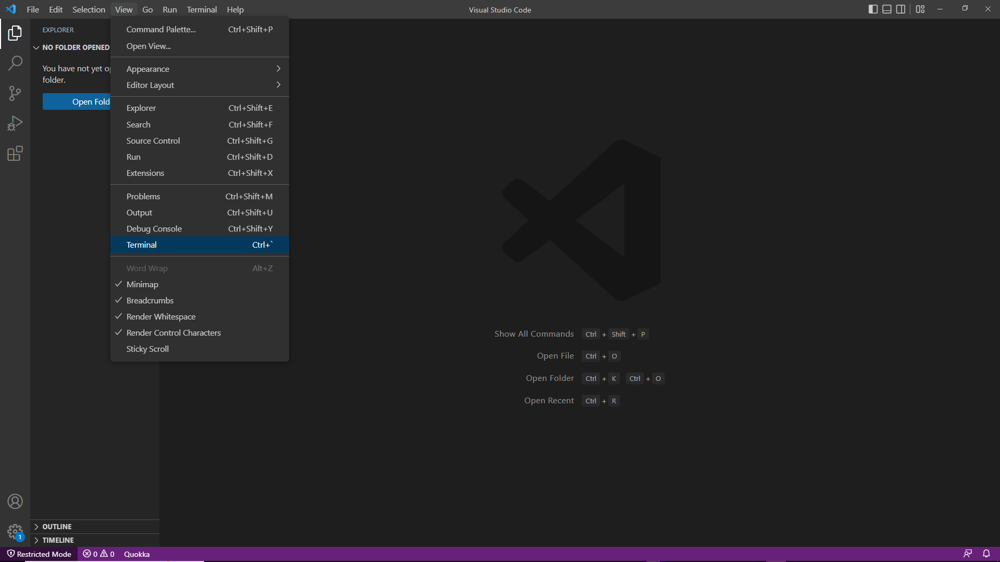 File Edit Selection View Go Run Terminal Help
Visual Studio Code
EXPLORER
NO FOLDER OPENED
You have not yet op
folder.
Open Fold
Command Palette... Ctrl+Shift+P
Open View...
Appearance
Editor Layout
Explorer Ctrl+Shift+E
Search Ctrl+Shift+F
Source Control Ctrl+Shift+G
Run Ctrl+Shift+D
Extensions Ctrl+Shift+X
Problems Ctrl+Shift+M
Output Ctrl+Shift+U
Debug Console Ctrl+Shift+Y
Terminal Ctrl+`
Word Wrap Alt+Z
Minimap
Breadcrumbs
Render Whitespace
Render Control Characters
Sticky Scroll
Show All Commands Ctrl + Shift + P
Open File Ctrl + O
Open Folder Ctrl + K Ctrl + O
Open Recent Ctrl + R
OUTLINE
1
TIMELINE
Restricted Mode 0 0 Quokka